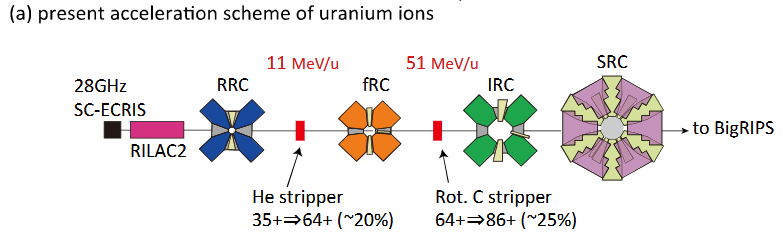 (a) present acceleration scheme of uranium ions
11 MeV/u
51 MeV/u
SRC
28GHz
SC-ECRIS
RRC
fRC
IRC
to BigRIPS
RILAC2
He stripper
35+⇒64+ (~20%)
Rot. C stripper
64+⇒86+ (~25%)